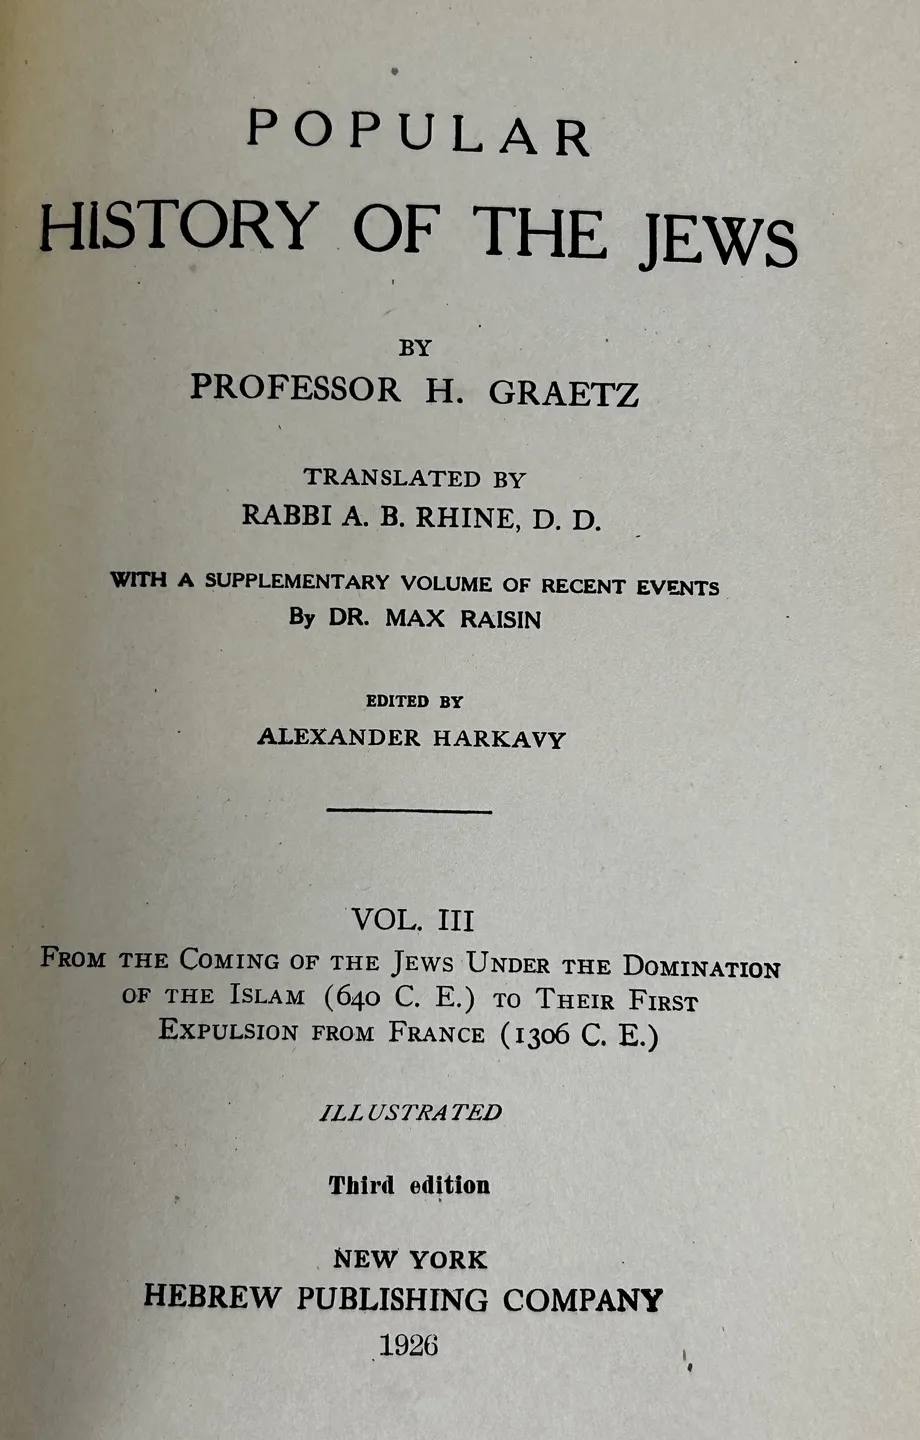 POPULAR
HISTORY OF THE JEWS
BY
PROFESSOR H. GRAETZ
TRANSLATED BY
RABBI A. B. RHINE, D. D.
WITH A SUPPLEMENTARY VOLUME OF RECENT EVENTS
By DR. MAX RAISIN
EDITED BY
ALEXANDER HARKAVY
VOL. III
FROM THE COMING OF THE JEWS UNDER THE DOMINATION
OF THE ISLAM (640 C. E.) TO THEIR FIRST
EXPULSION FROM FRANCE (1306 C. E.)
ILLUSTRATED
Third edition
NEW YORK
HEBREW PUBLISHING COMPANY
1926